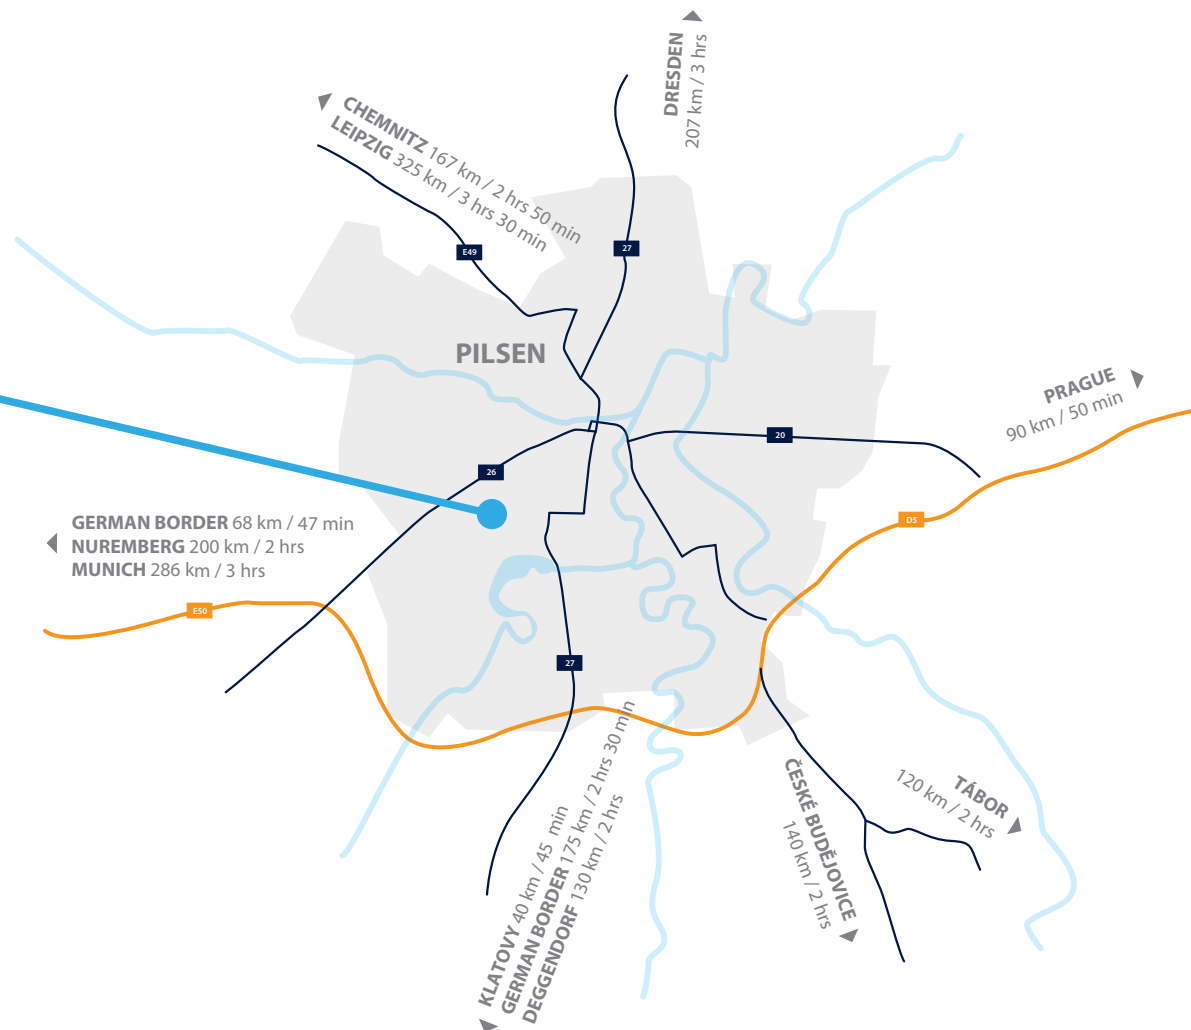 DRESDEN
207 km / 3 hrs
CHEMNITZ 167 km / 2 hrs 50 min
LEIPZIG 325 km / 3 hrs 30 min
E49
27
PILSEN
PRAGUE
90 km / 50 min
20
26
D5
GERMAN BORDER 68 km / 47 min
NUREMBERG 200 km / 2 hrs
MUNICH 286 km / 3 hrs
E50
27
KLATOVY 40 km / 45 min
GERMAN BORDER 175 km / 2 hrs 30 min
DEGGENDORF 130 km / 2 hrs
ČESKÉ BUDĚJOVICE
140 km / 2 hrs
TÁBOR
120 km / 2 hrs